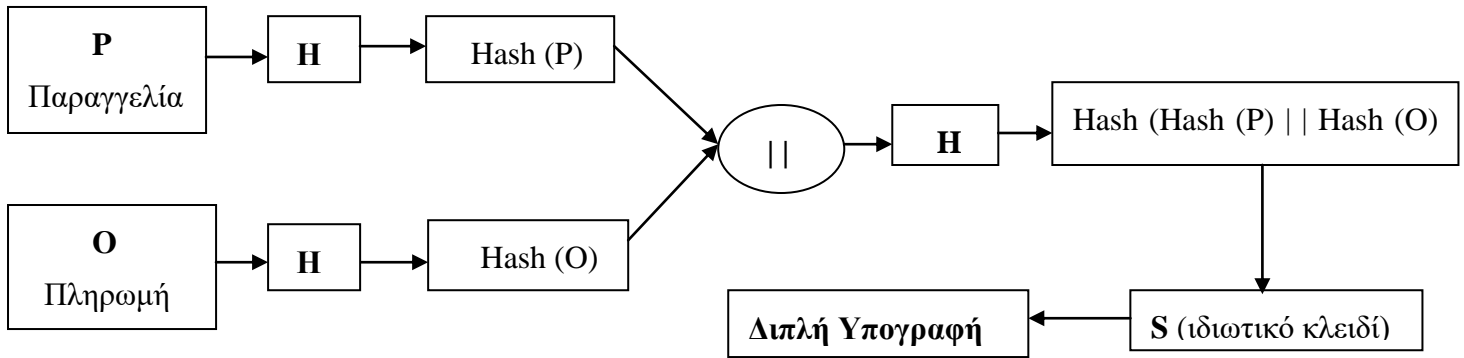 P
Παραγγελία
H
Hash (P)
||
H
Hash (Hash (P) || Hash (O)
O
Πληρωμή
H
Hash (O)
Διπλή Υπογραφή
S (ιδιωτικό κλειδί)